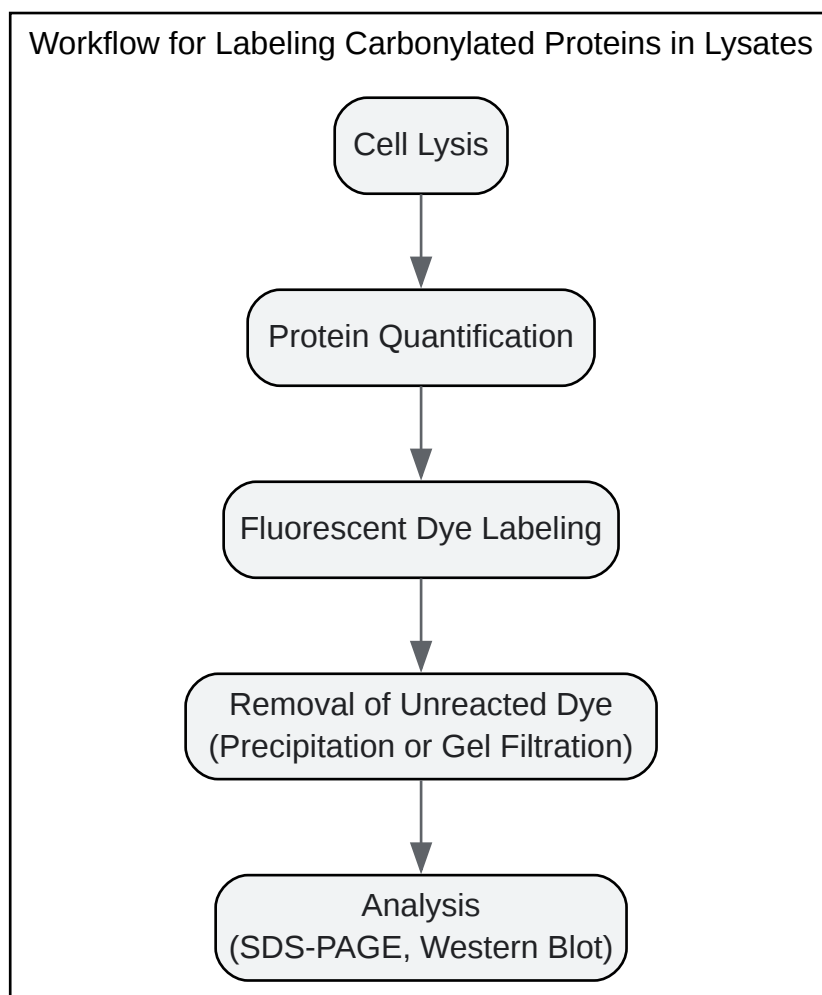 Workflow for Labeling Carbonylated Proteins in Lysates
Cell Lysis
Protein Quantification
Fluorescent Dye Labeling
Removal of Unreacted Dye
(Precipitation or Gel Filtration)
Analysis
(SDS-PAGE, Western Blot)